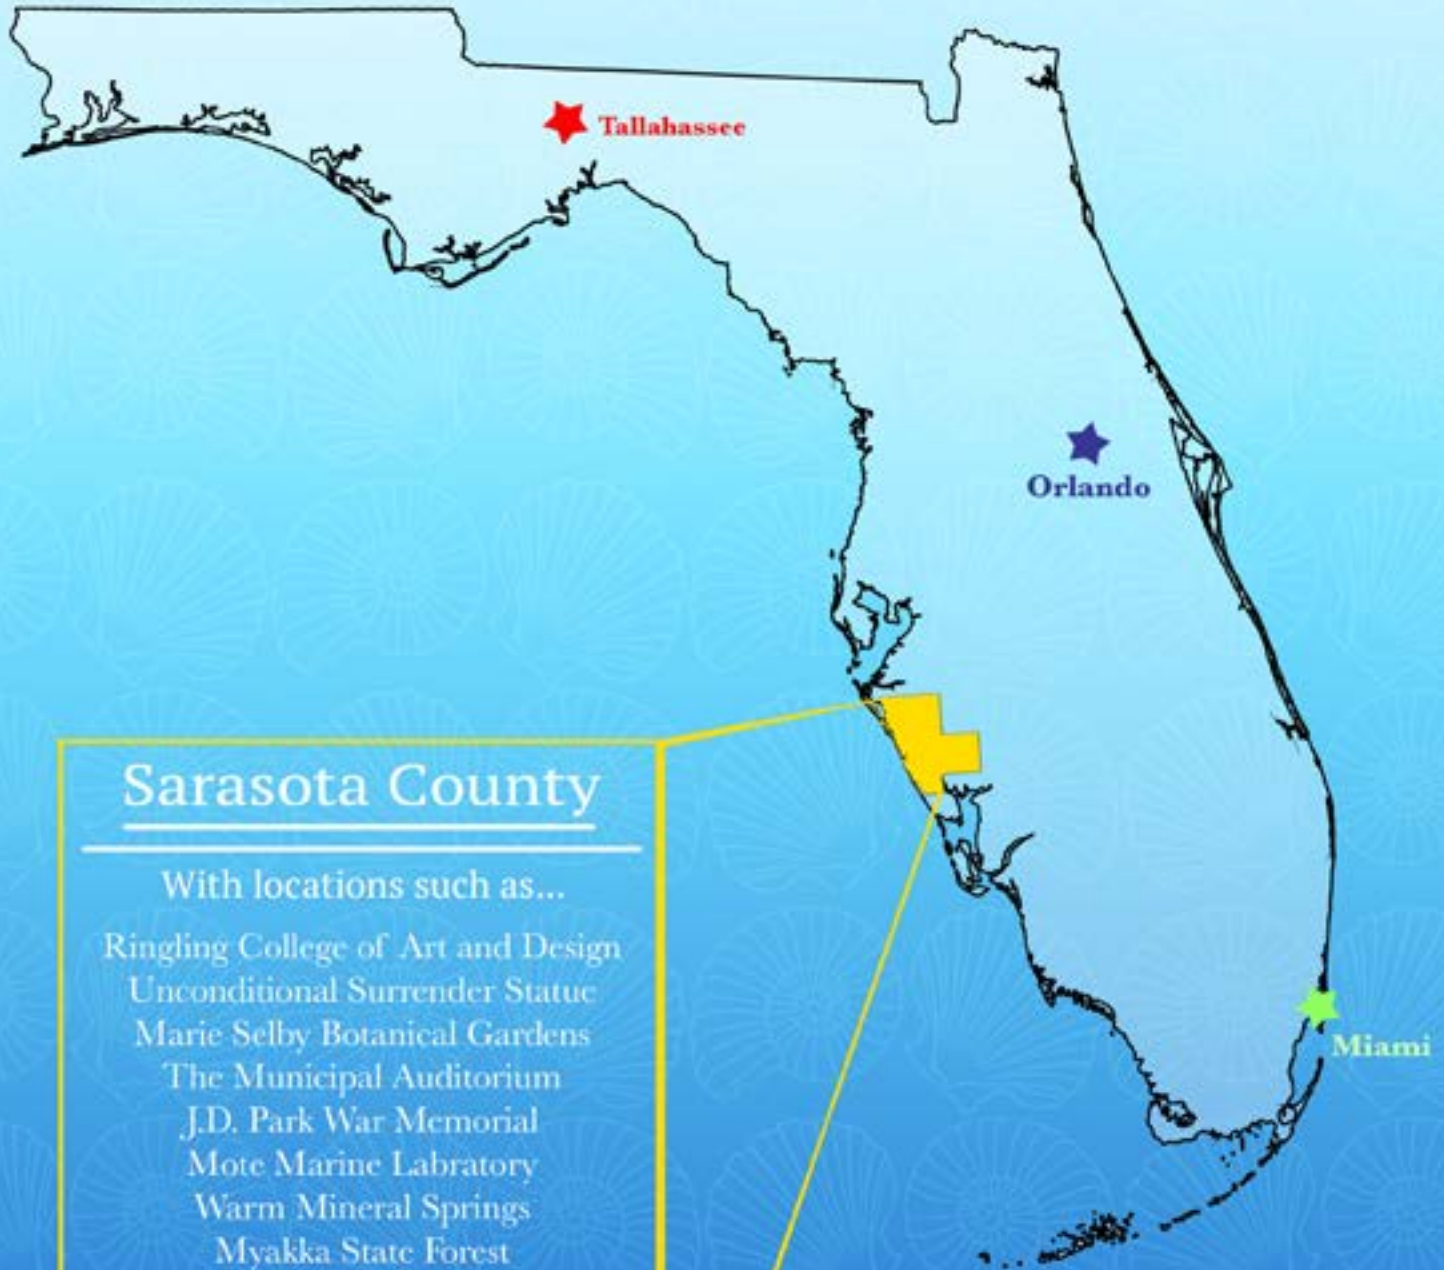 Tallahassee
Orlando
Sarasota County
With locations such as...
Ringling College of Art and Design
Unconditional Surrender Statue
Marie Selby Botanical Gardens
The Municipal Auditorium
J.D. Park War Memorial
Mote Marine Labratory
Warm Mineral Springs
Myakka State Forest
Miami